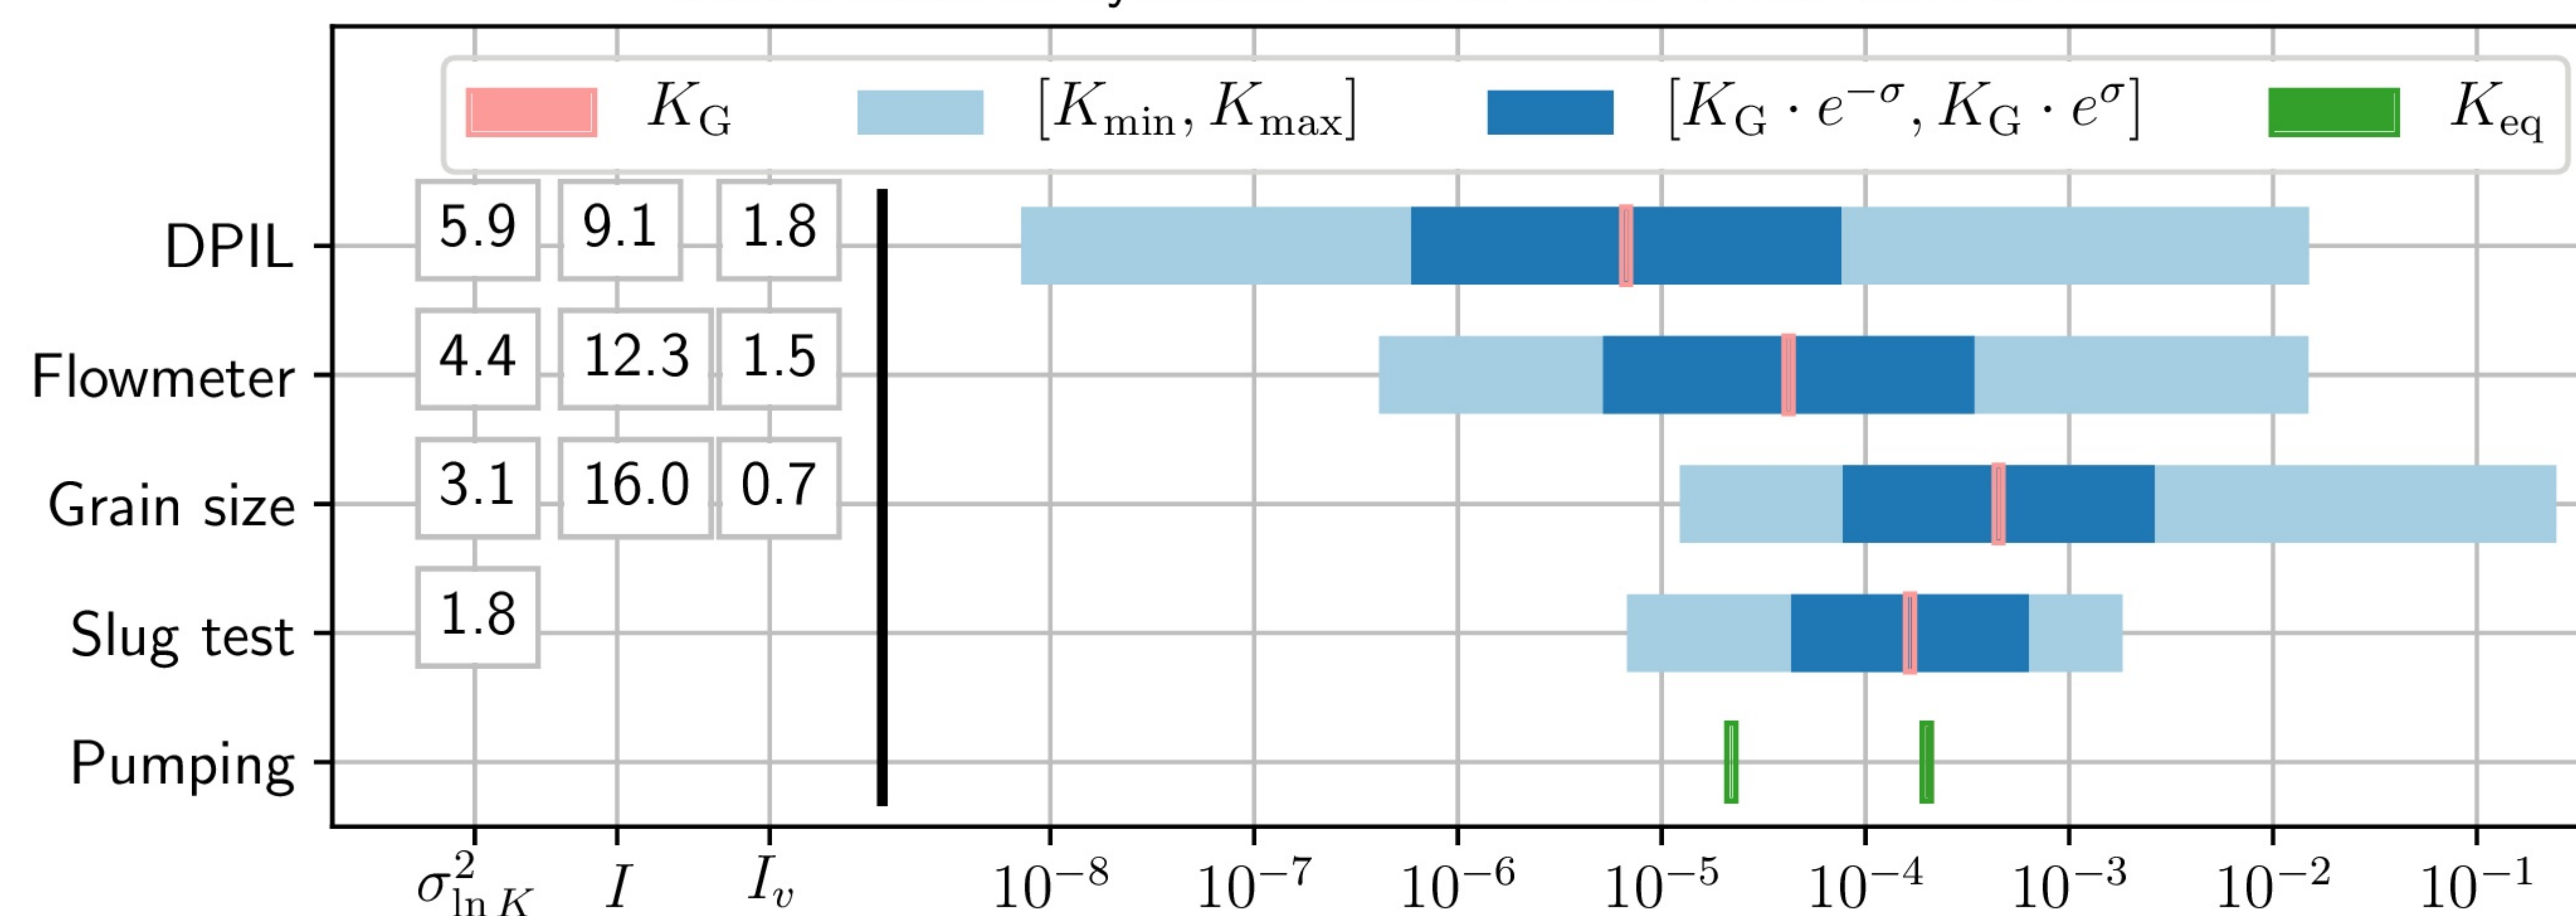 K_G [K_min, K_max] [K_G · e^−σ, K_G · e^σ] K_eq
DPIL 5.9 9.1 1.8
Flowmeter 4.4 12.3 1.5
Grain size 3.1 16.0 0.7
Slug test 1.8
Pumping
σ²_ln K I I_v 10⁻⁸ 10⁻⁷ 10⁻⁶ 10⁻⁵ 10⁻⁴ 10⁻³ 10⁻² 10⁻¹